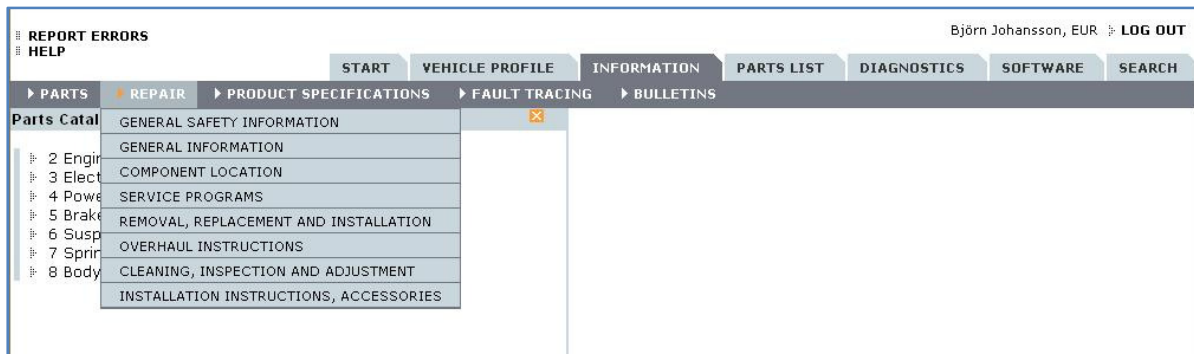 REPORT ERRORS
HELP
Björn Johansson, EUR LOG OUT
START VEHICLE PROFILE INFORMATION PARTS LIST DIAGNOSTICS SOFTWARE SEARCH
PARTS REPAIR PRODUCT SPECIFICATIONS FAULT TRACING BULLETINS
Parts Catal
2 Engin
3 Elect
4 Powe
5 Brake
6 Susp
7 Sprin
8 Body
GENERAL SAFETY INFORMATION
GENERAL INFORMATION
COMPONENT LOCATION
SERVICE PROGRAMS
REMOVAL, REPLACEMENT AND INSTALLATION
OVERHAUL INSTRUCTIONS
CLEANING, INSPECTION AND ADJUSTMENT
INSTALLATION INSTRUCTIONS, ACCESSORIES